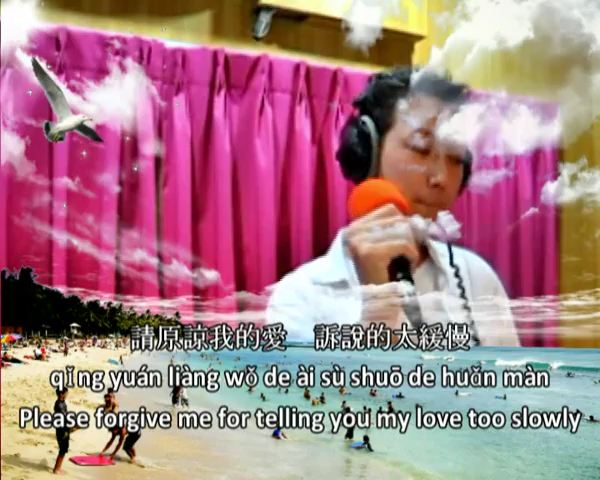 請原諒我的愛 訴說的太緩慢
qǐng yuán liàng wǒ de ài sù shuō de huǎn màn
Please forgive me for telling you my love too slowly